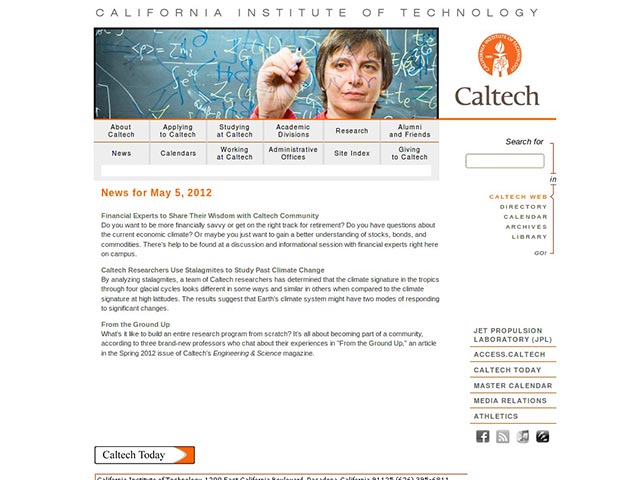 CALIFORNIA INSTITUTE OF TECHNOLOGY
CALIFORNIA INSTITUTE OF TECHNOLOGY
Caltech
About
Caltech
Applying
to Caltech
Studying
at Caltech
Academic
Divisions
Research
Alumni
and Friends
News
Calendars
Working
at Caltech
Administrative
Offices
Site Index
Giving
to Caltech
Search for
in
CALTECH WEB
DIRECTORY
CALENDAR
ARCHIVES
LIBRARY
GO!
News for May 5, 2012
Financial Experts to Share Their Wisdom with Caltech Community
Do you want to be more financially savvy or get on the right track for retirement? Do you have questions about
the current economic climate? Or maybe you just want to gain a better understanding of stocks, bonds, and
commodities. There's help to be found at a discussion and informational session with financial experts right here
on campus.
Caltech Researchers Use Stalagmites to Study Past Climate Change
By analyzing stalagmites, a team of Caltech researchers has determined that the climate signature in the tropics
through four glacial cycles looks different in some ways and similar in others when compared to the climate
signature at high latitudes. The results suggest that Earth's climate system might have two modes of responding
to significant changes.
From the Ground Up
What's it like to build an entire research program from scratch? It's all about becoming part of a community,
according to three brand-new professors who chat about their experiences in "From the Ground Up," an article
in the Spring 2012 issue of Caltech's Engineering & Science magazine.
JET PROPULSION
LABORATORY (JPL)
ACCESS.CALTECH
CALTECH TODAY
MASTER CALENDAR
MEDIA RELATIONS
ATHLETICS
Caltech Today
California Institute of Technology, 1200 East California Boulevard, Pasadena, California 91125 (626) 395-6811